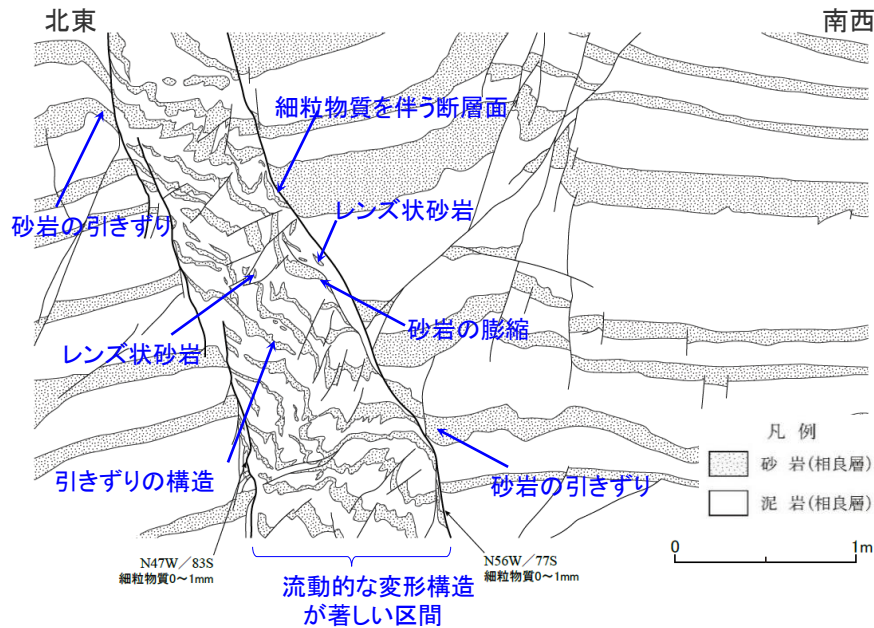 北東
南西
細粒物質を伴う断層面
レンズ状砂岩
砂岩の引きずり
砂岩の膨縮
レンズ状砂岩
凡 例
砂 岩(相良層)
引きずりの構造
砂岩の引きずり
泥 岩(相良層)
0
1m
N47W/83S
細粒物質0~1mm
N56W/77S
細粒物質0~1mm
流動的な変形構造
が著しい区間